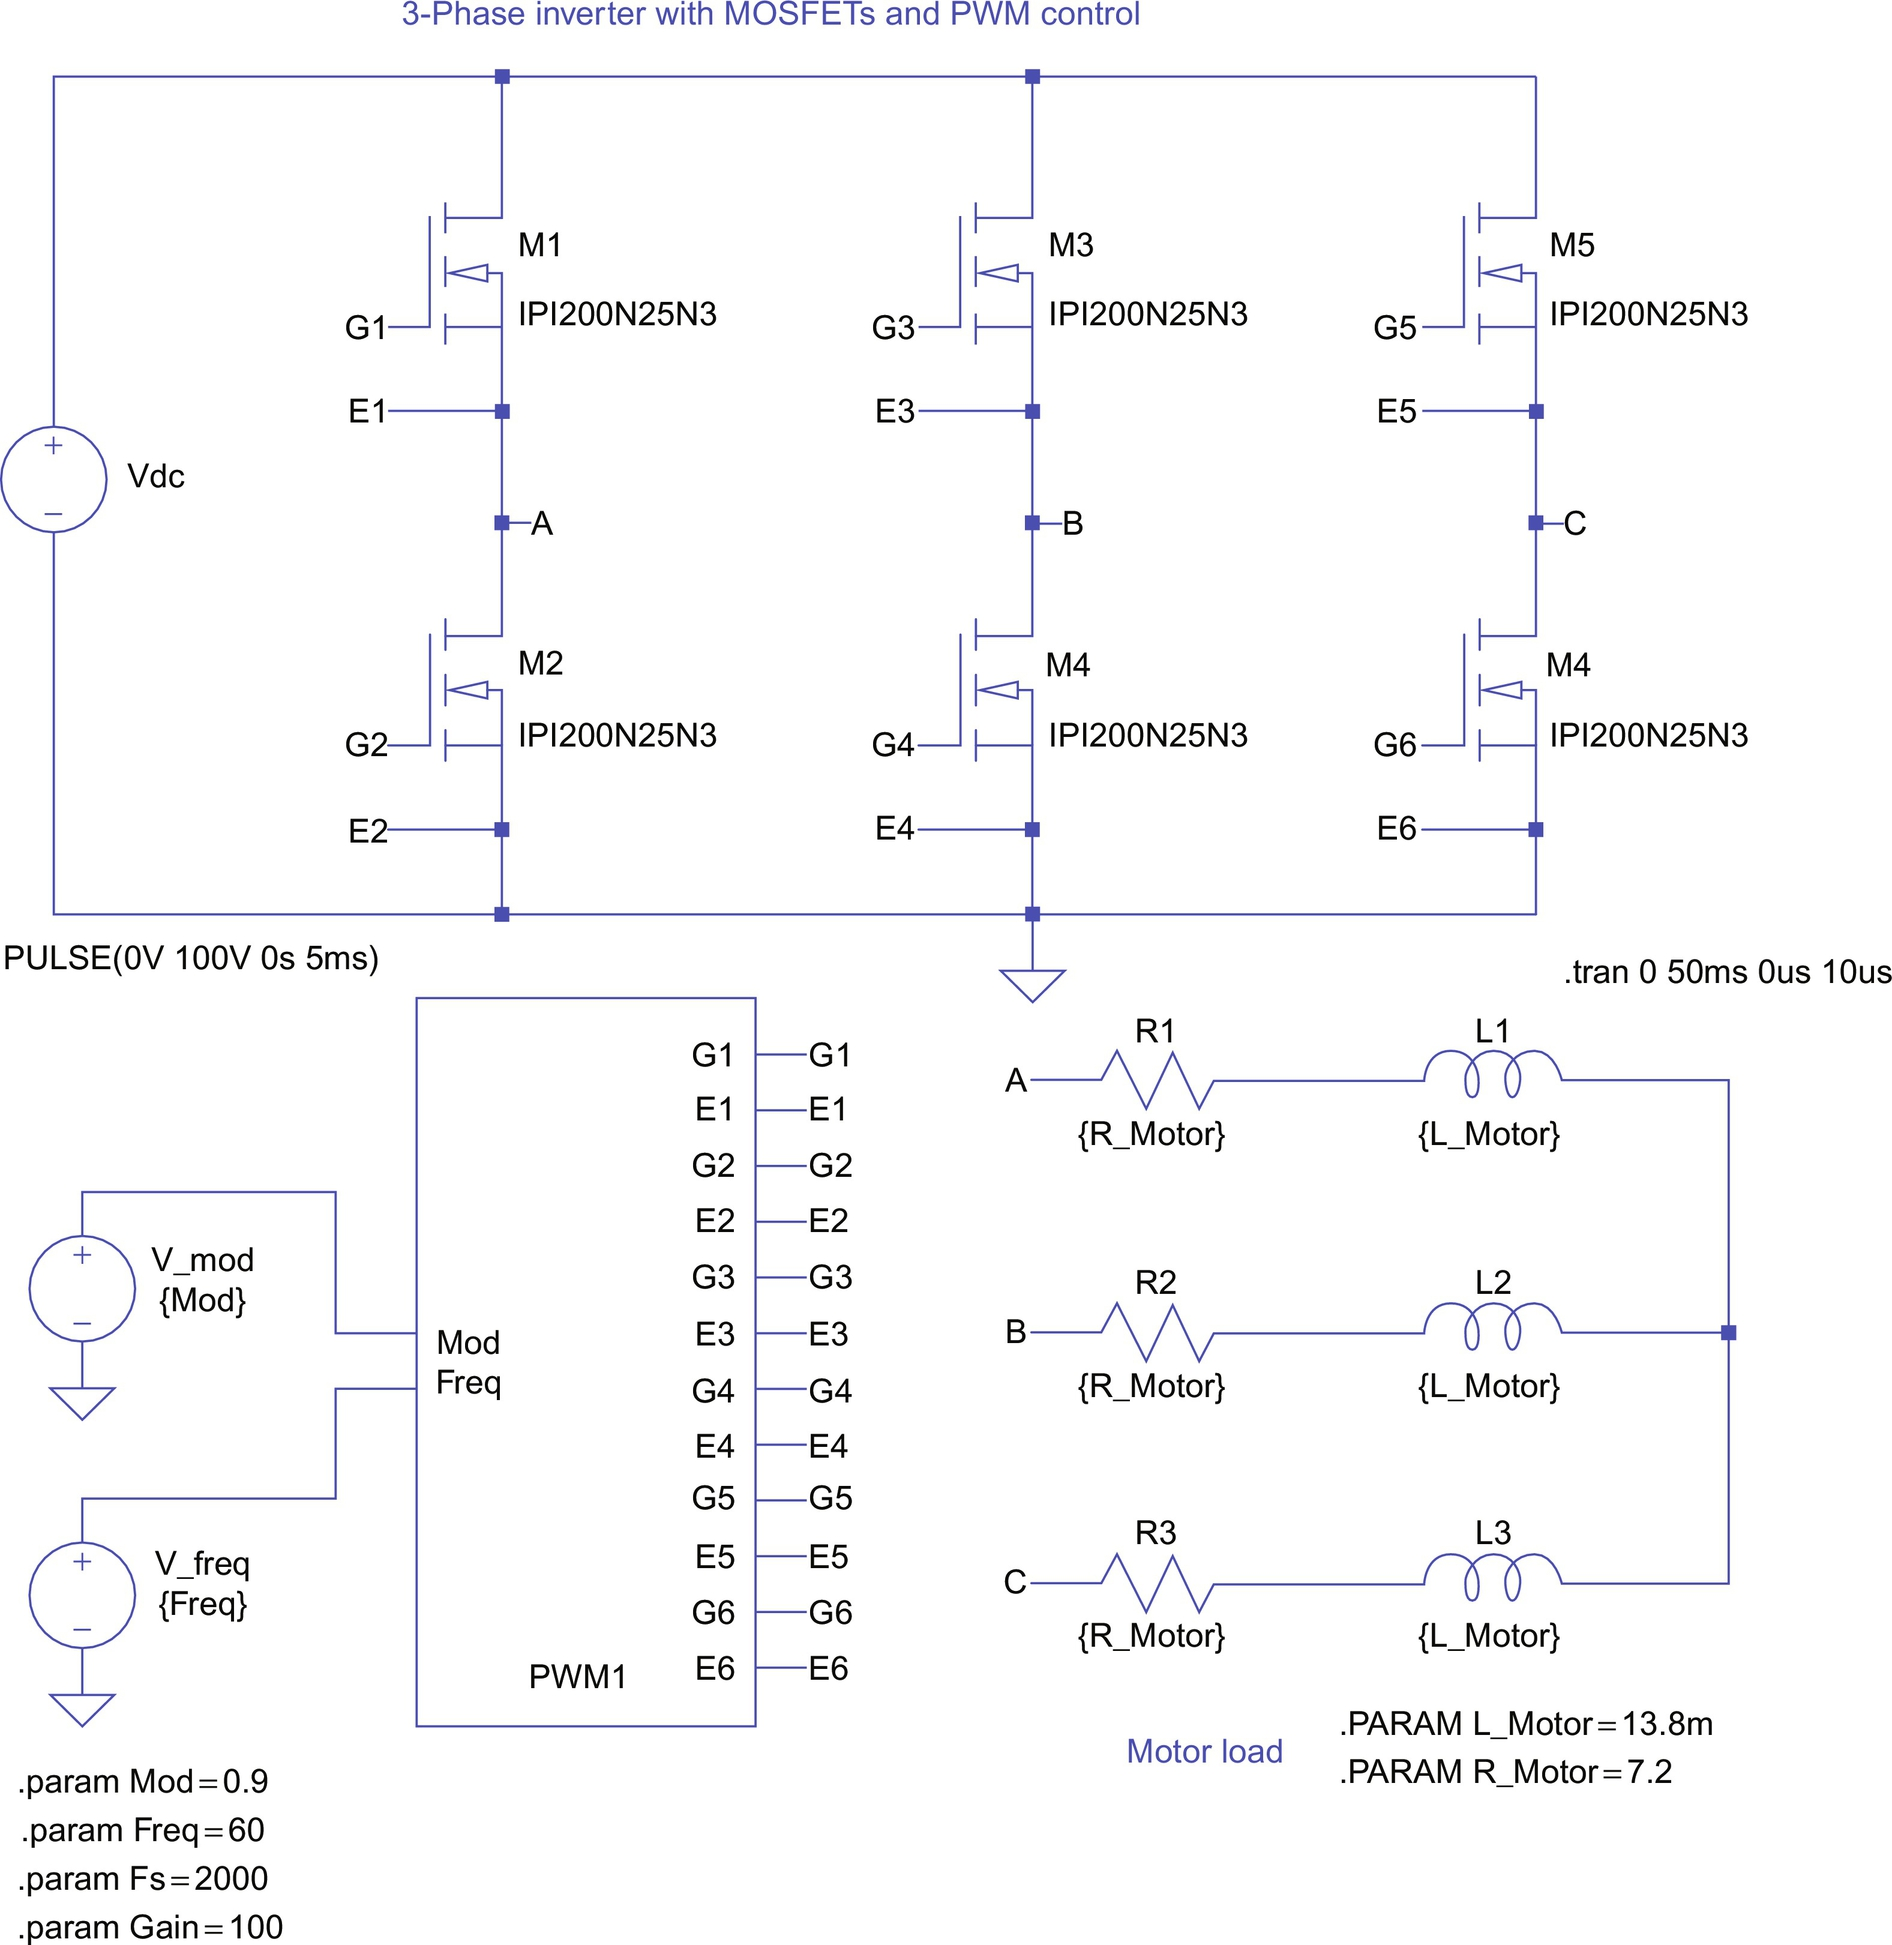 3-Phase inverter with MOSFETs and PWM control
M1
IPI200N25N3
G1
E1
M3
IPI200N25N3
G3
E3
M5
IPI200N25N3
G5
E5
+
Vdc
−
A
B
C
M2
IPI200N25N3
G2
E2
M4
IPI200N25N3
G4
E4
M4
IPI200N25N3
G6
E6
PULSE(0V 100V 0s 5ms)
.tran 0 50ms 0us 10us
+
V_mod
{Mod}
−
+
V_freq
{Freq}
−
Mod
Freq
PWM1
G1 G1
E1 E1
G2 G2
E2 E2
G3 G3
E3 E3
G4 G4
E4 E4
G5 G5
E5 E5
G6 G6
E6 E6
R1 L1
A
{R_Motor} {L_Motor}
R2 L2
B
{R_Motor} {L_Motor}
R3 L3
C
{R_Motor} {L_Motor}
Motor load
.PARAM L_Motor=13.8m
.PARAM R_Motor=7.2
.param Mod=0.9
.param Freq=60
.param Fs=2000
.param Gain=100